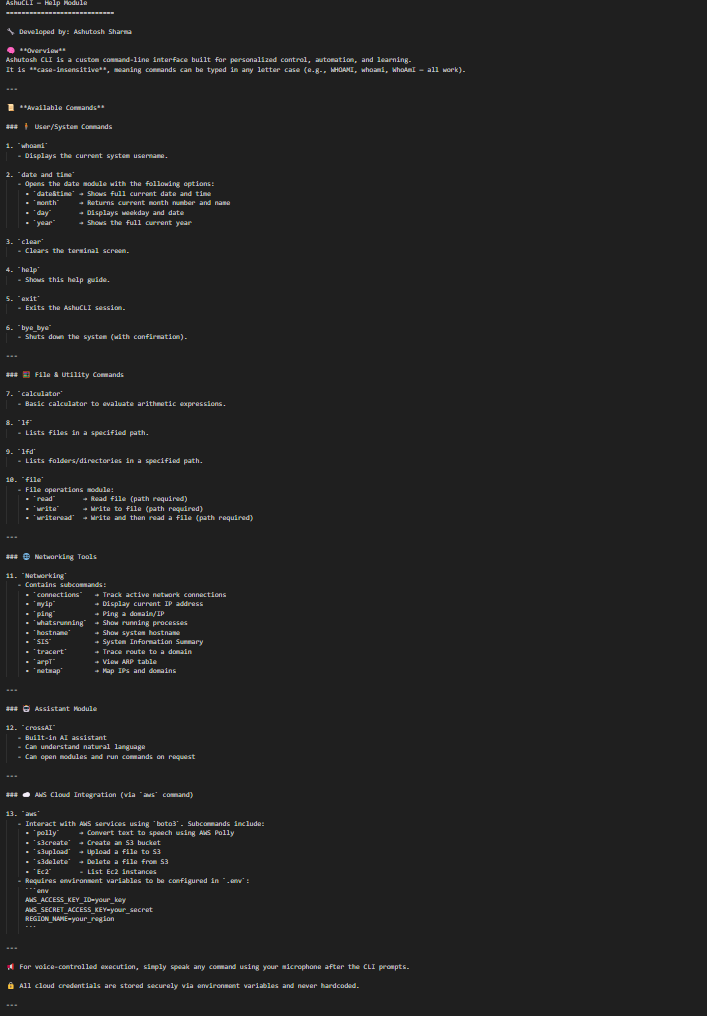 AshuCLI — Help Module
============================
🔧 Developed by: Ashutosh Sharma
🧠 **Overview**
Ashutosh CLI is a custom command-line interface built for personalized control, automation, and learning.
It is **case-insensitive**, meaning commands can be typed in any letter case (e.g., WHOAMI, whoami, WhoAmI — all work).
---
📜 **Available Commands**
### 🧍 User/System Commands
1. `whoami`
- Displays the current system username.
2. `date and time`
- Opens the date module with the following options:
• `date&time` → Shows full current date and time
• `month` → Returns current month number and name
• `day` → Displays weekday and date
• `year` → Shows the full current year
3. `clear`
- Clears the terminal screen.
4. `help`
- Shows this help guide.
5. `exit`
- Exits the AshuCLI session.
6. `bye_bye`
- Shuts down the system (with confirmation).
---
### 🧮 File & Utility Commands
7. `calculator`
- Basic calculator to evaluate arithmetic expressions.
8. `lf`
- Lists files in a specified path.
9. `lfd`
- Lists folders/directories in a specified path.
10. `file`
- File operations module:
• `read` → Read file (path required)
• `write` → Write to file (path required)
• `writeread` → Write and then read a file (path required)
---
### 🌐 Networking Tools
11. `Networking`
- Contains subcommands:
• `connections` → Track active network connections
• `myip` → Display current IP address
• `ping` → Ping a domain/IP
• `whatsrunning` → Show running processes
• `hostname` → Show system hostname
• `SIS` → System Information Summary
• `tracert` → Trace route to a domain
• `arpT` → View ARP table
• `netmap` → Map IPs and domains
---
### 🤖 Assistant Module
12. `crossAI`
- Built-in AI assistant
- Can understand natural language
- Can open modules and run commands on request
---
### ☁️ AWS Cloud Integration (via `aws` command)
13. `aws`
- Interact with AWS services using `boto3`. Subcommands include:
• `polly` → Convert text to speech using AWS Polly
• `s3create` → Create an S3 bucket
• `s3upload` → Upload a file to S3
• `s3delete` → Delete a file from S3
• `Ec2` - List Ec2 instances
- Requires environment variables to be configured in `.env`:
```env
AWS_ACCESS_KEY_ID=your_key
AWS_SECRET_ACCESS_KEY=your_secret
REGION_NAME=your_region
```
---
📢 For voice-controlled execution, simply speak any command using your microphone after the CLI prompts.
🔒 All cloud credentials are stored securely via environment variables and never hardcoded.
---